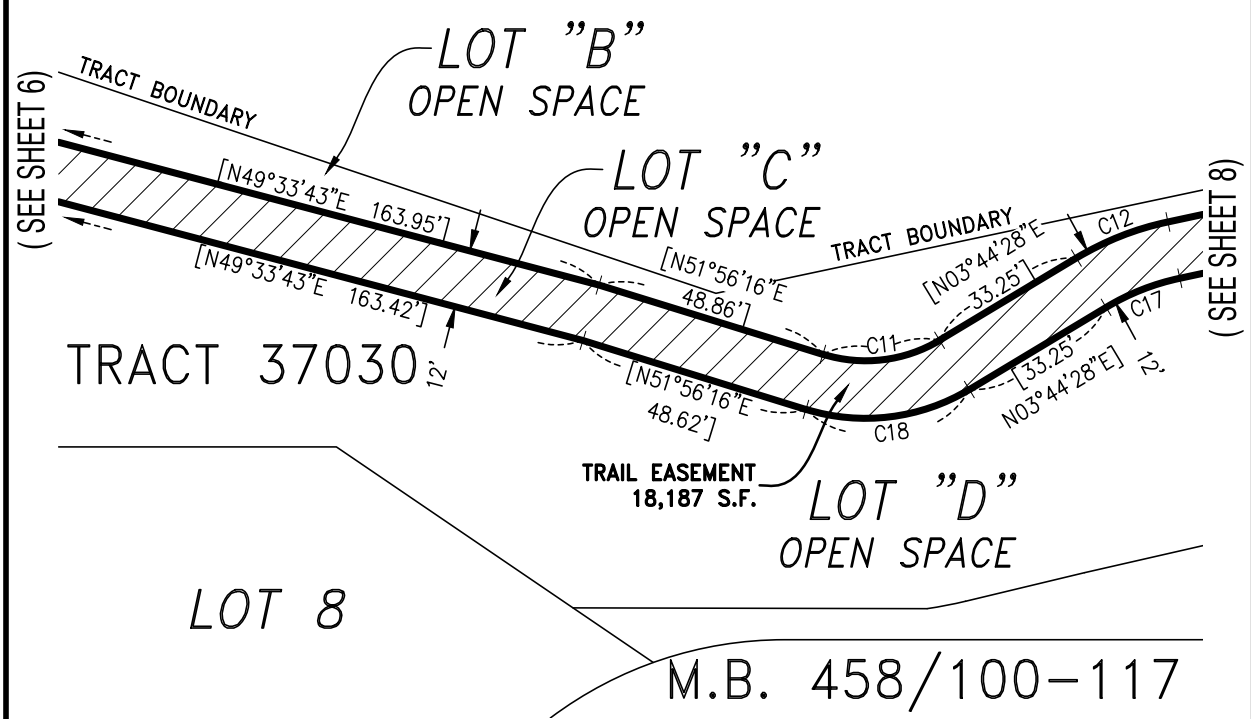 LOT "B"
OPEN SPACE
TRACT BOUNDARY
(SEE SHEET 6)
LOT "C"
OPEN SPACE
[N49°33'43"E 163.95']
TRACT BOUNDARY
C12
(SEE SHEET 8)
[N51°56'16"E
48.86']
[N03°44'28"E
33.25']
[N49°33'43"E 163.42']
C11
C17
TRACT 37030
12'
[N51°56'16"E
48.62']
[33.25'
N03°44'28"E]
12'
C18
TRAIL EASEMENT
18,187 S.F.
LOT "D"
OPEN SPACE
LOT 8
M.B. 458/100-117